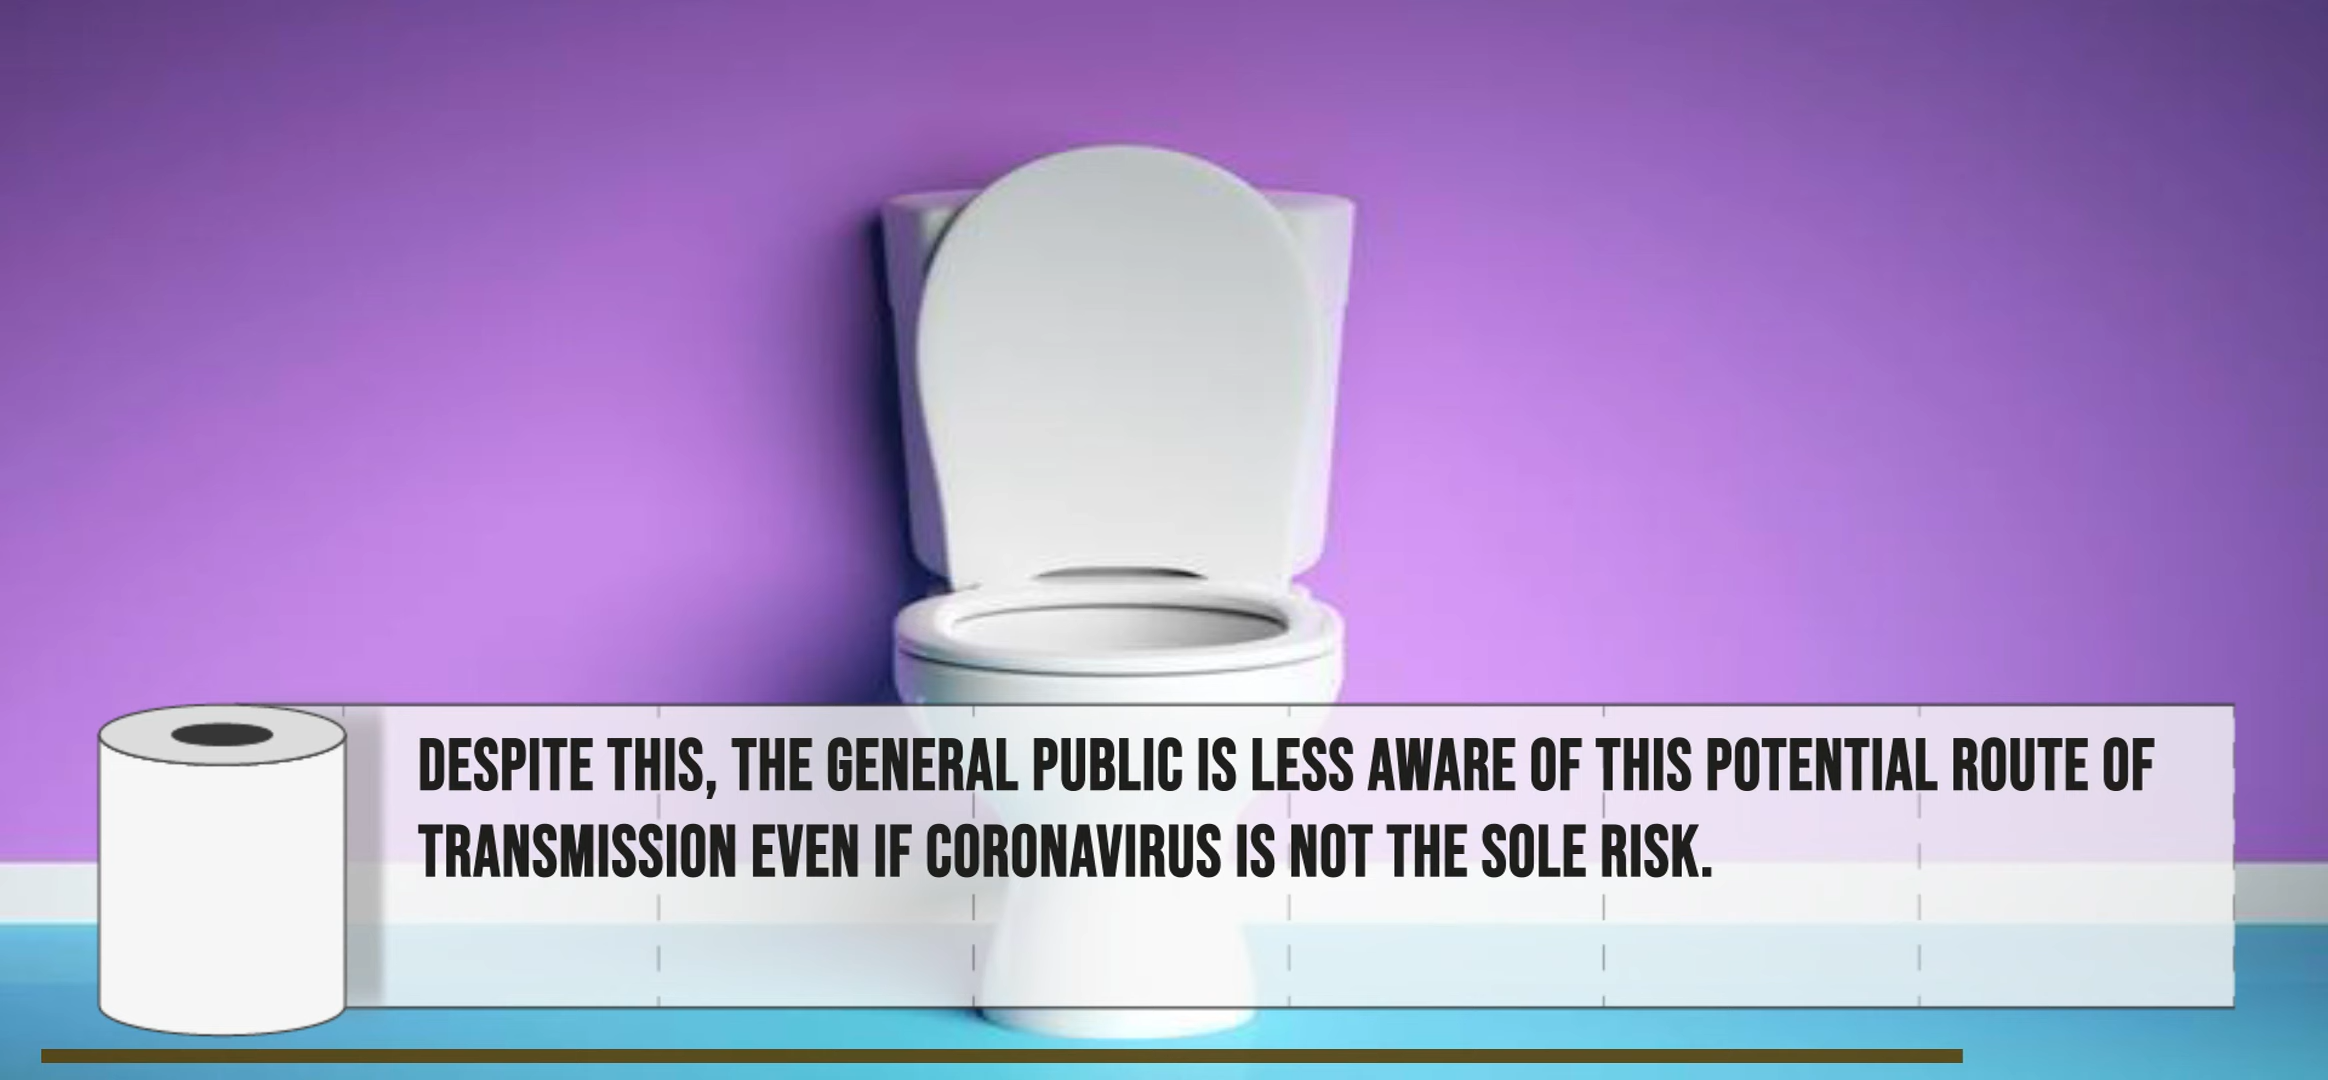 DESPITE THIS, THE GENERAL PUBLIC IS LESS AWARE OF THIS POTENTIAL ROUTE OF
TRANSMISSION EVEN IF CORONAVIRUS IS NOT THE SOLE RISK.